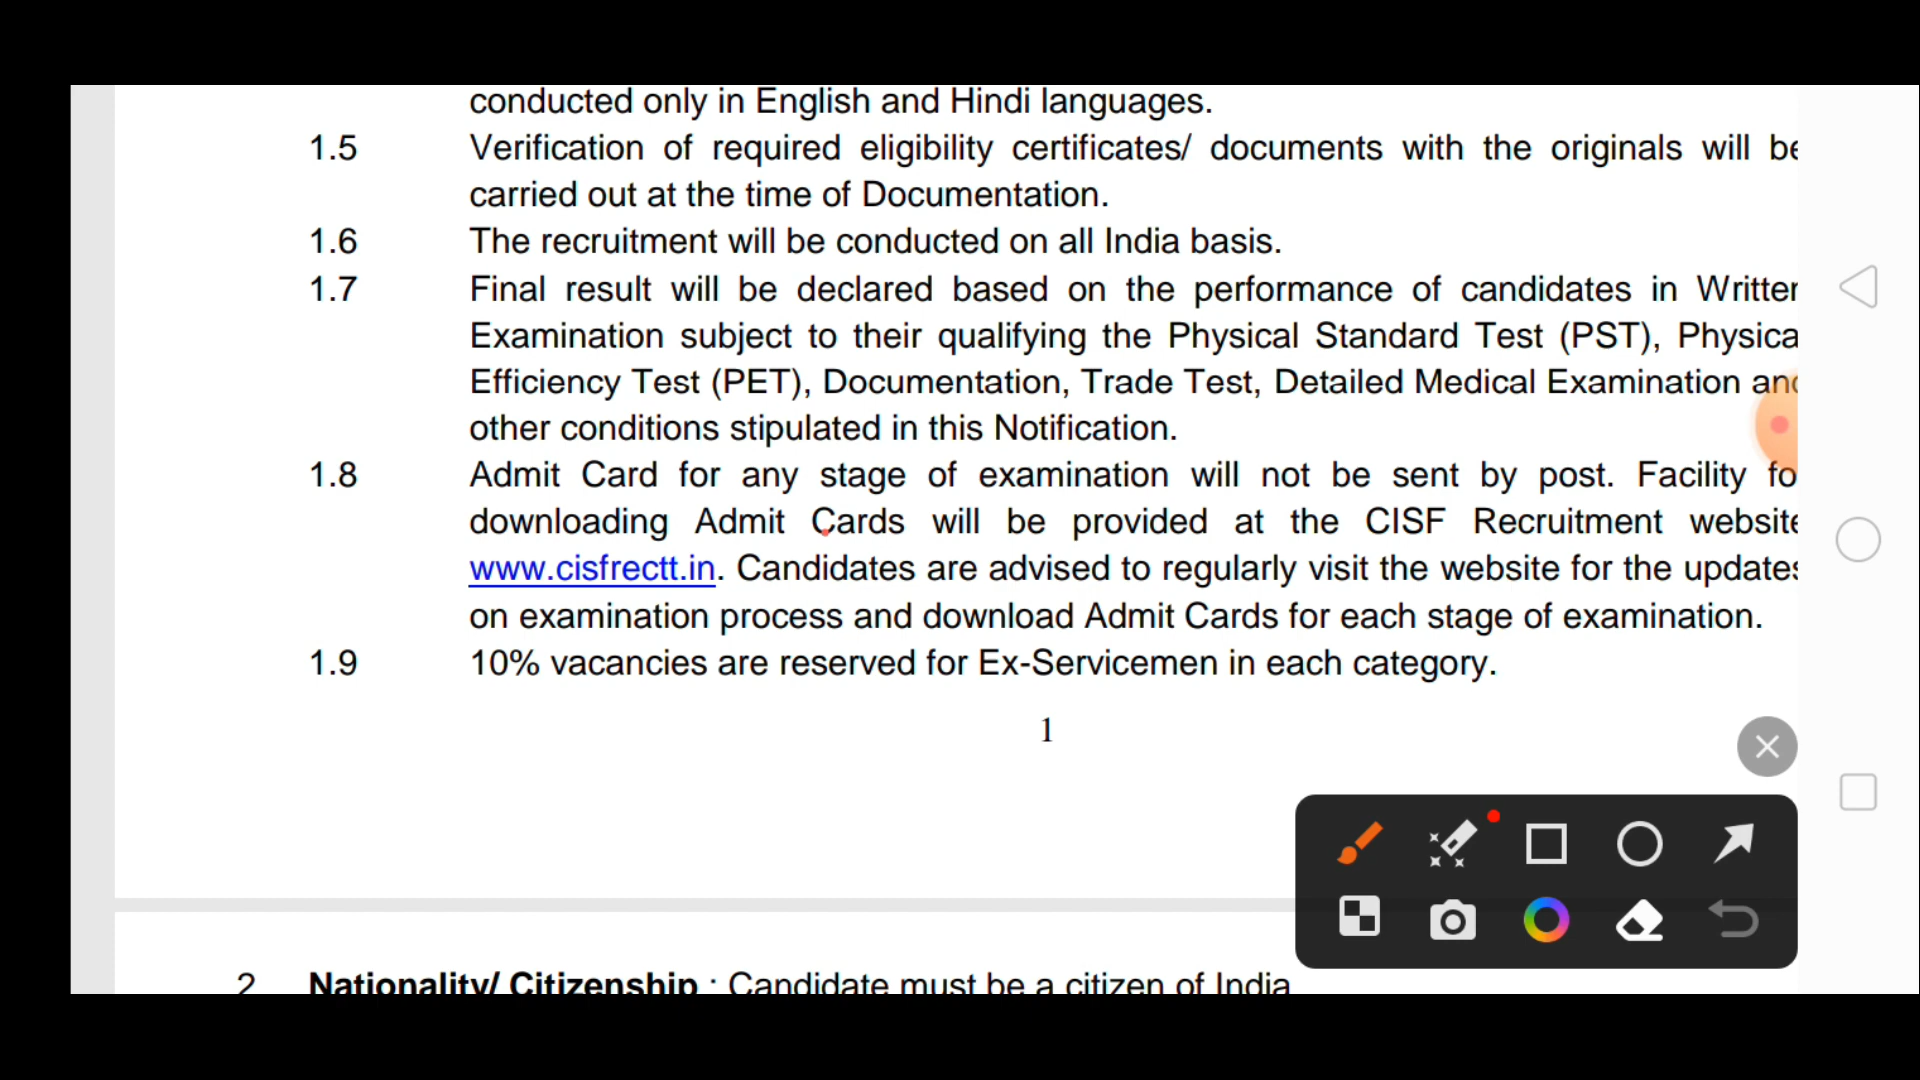 conducted only in English and Hindi languages.
1.5 Verification of required eligibility certificates/ documents with the originals will be
carried out at the time of Documentation.
1.6 The recruitment will be conducted on all India basis.
1.7 Final result will be declared based on the performance of candidates in Written
Examination subject to their qualifying the Physical Standard Test (PST), Physica
Efficiency Test (PET), Documentation, Trade Test, Detailed Medical Examination and
other conditions stipulated in this Notification.
1.8 Admit Card for any stage of examination will not be sent by post. Facility fo
downloading Admit Cards will be provided at the CISF Recruitment website
www.cisfrectt.in. Candidates are advised to regularly visit the website for the updates
on examination process and download Admit Cards for each stage of examination.
1.9 10% vacancies are reserved for Ex-Servicemen in each category.
1
2 Nationality/ Citizenship : Candidate must be a citizen of India